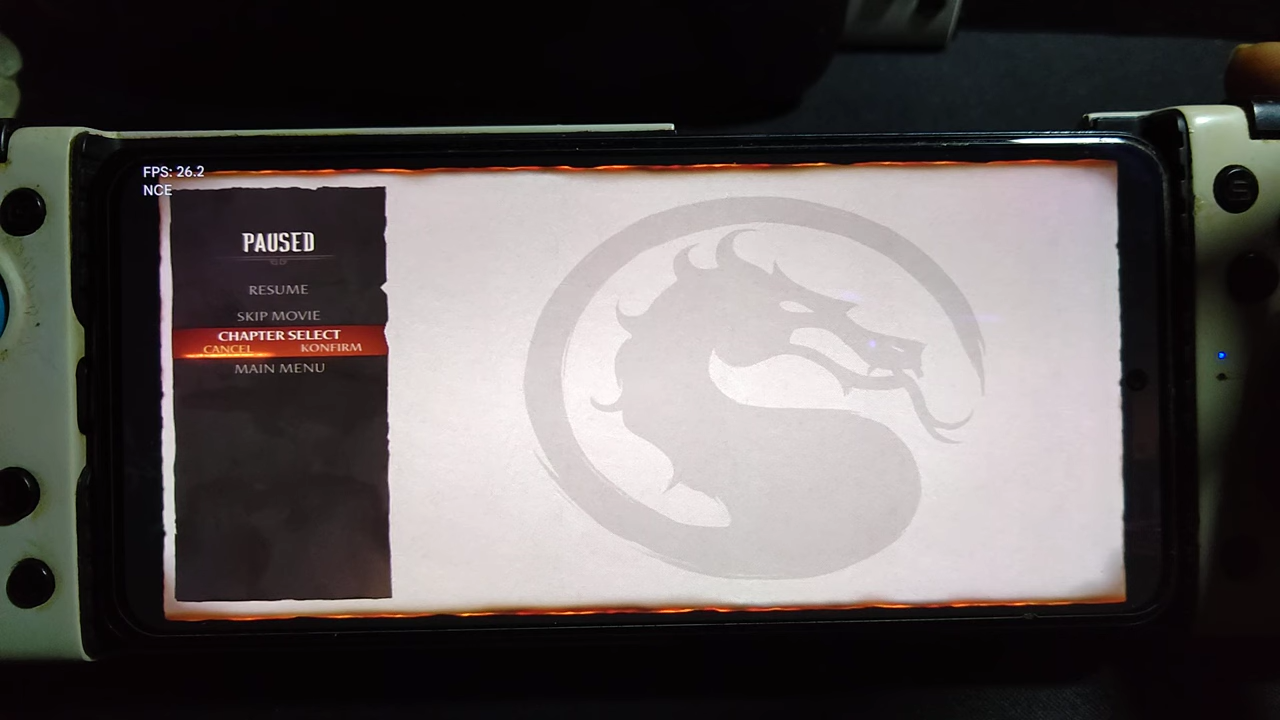 FPS: 26.2
NCE
PAUSED
RESUME
SKIP MOVIE
CHAPTER SELECT
CANCEL KONFIRM
MAIN MENU